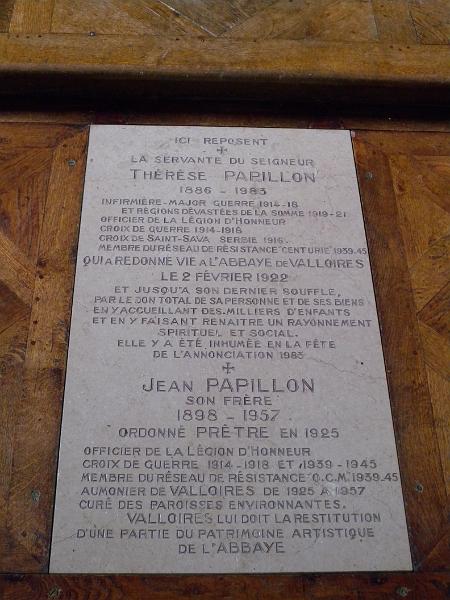 ICI REPOSENT
LA SERVANTE DU SEIGNEUR
THÉRÈSE PAPILLON
1886 - 1983
INFIRMIÈRE-MAJOR GUERRE 1914-18
ET RÉGIONS DÉVASTÉES DE LA SOMME 1919-21
OFFICIER DE LA LÉGION D'HONNEUR
CROIX DE GUERRE 1914-1918
CROIX DE SAINT-SAVA SERBIE 1916.
MEMBRE DU RÉSEAU DE RÉSISTANCE "CENTURIE" 1939.45
QUI A REDONNÉ VIE A L'ABBAYE DE VALLOIRES
LE 2 FÉVRIER 1922
ET JUSQU'A SON DERNIER SOUFFLE,
PAR LE DON TOTAL DE SA PERSONNE ET DE SES BIENS
EN Y ACCUEILLANT DES MILLIERS D'ENFANTS
ET EN Y FAISANT RENAITRE UN RAYONNEMENT
SPIRITUEL ET SOCIAL.
ELLE Y A ÉTÉ INHUMÉE EN LA FÊTE
DE L'ANNONCIATION 1983
JEAN PAPILLON
SON FRÈRE
1898 - 1957
ORDONNÉ PRÊTRE EN 1925
OFFICIER DE LA LÉGION D'HONNEUR
CROIX DE GUERRE 1914-1918 ET 1939-1945
MEMBRE DU RÉSEAU DE RÉSISTANCE "O.C.M." 1939.45
AUMONIER DE VALLOIRES DE 1925 A 1957
CURÉ DES PAROISSES ENVIRONNANTES.
VALLOIRES LUI DOIT LA RESTITUTION
D'UNE PARTIE DU PATRIMOINE ARTISTIQUE
DE L'ABBAYE